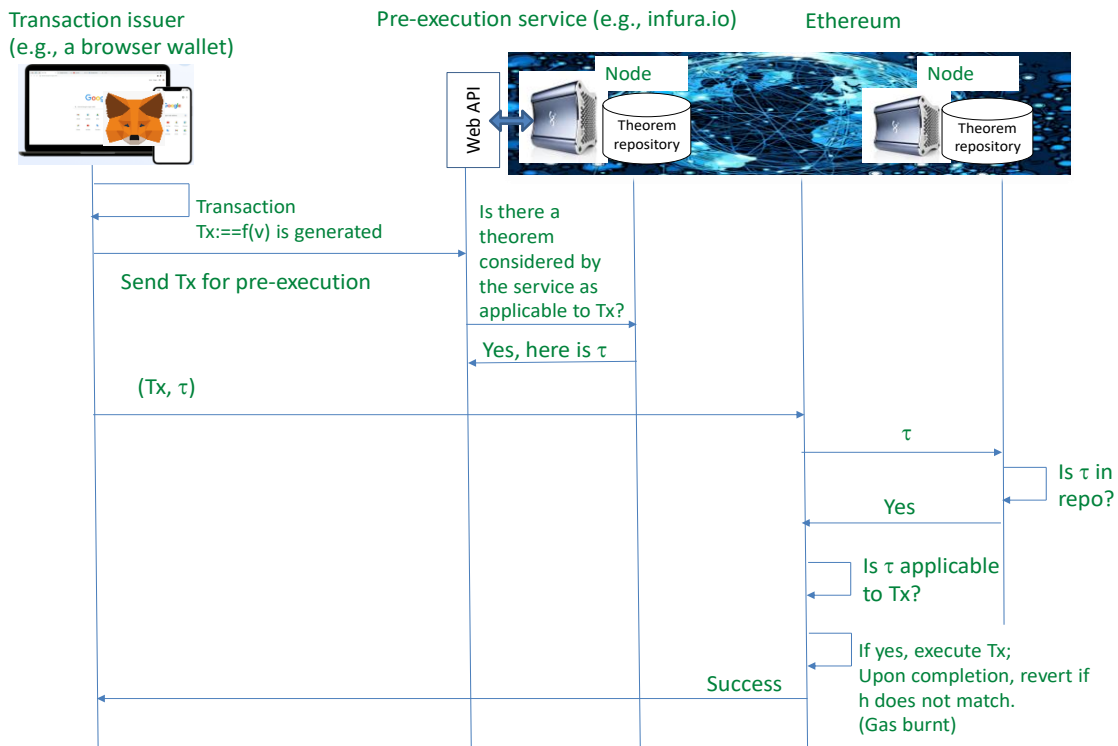 Transaction issuer
(e.g., a browser wallet)
Pre-execution service (e.g., infura.io)
Ethereum
Web API
Node
Theorem
repository
Node
Theorem
repository
Google
Transaction
Tx:==f(v) is generated
Send Tx for pre-execution
Is there a
theorem
considered by
the service as
applicable to Tx?
Yes, here is τ
(Tx, τ)
τ
Is τ in
repo?
Yes
Is τ applicable
to Tx?
If yes, execute Tx;
Upon completion, revert if
h does not match.
(Gas burnt)
Success